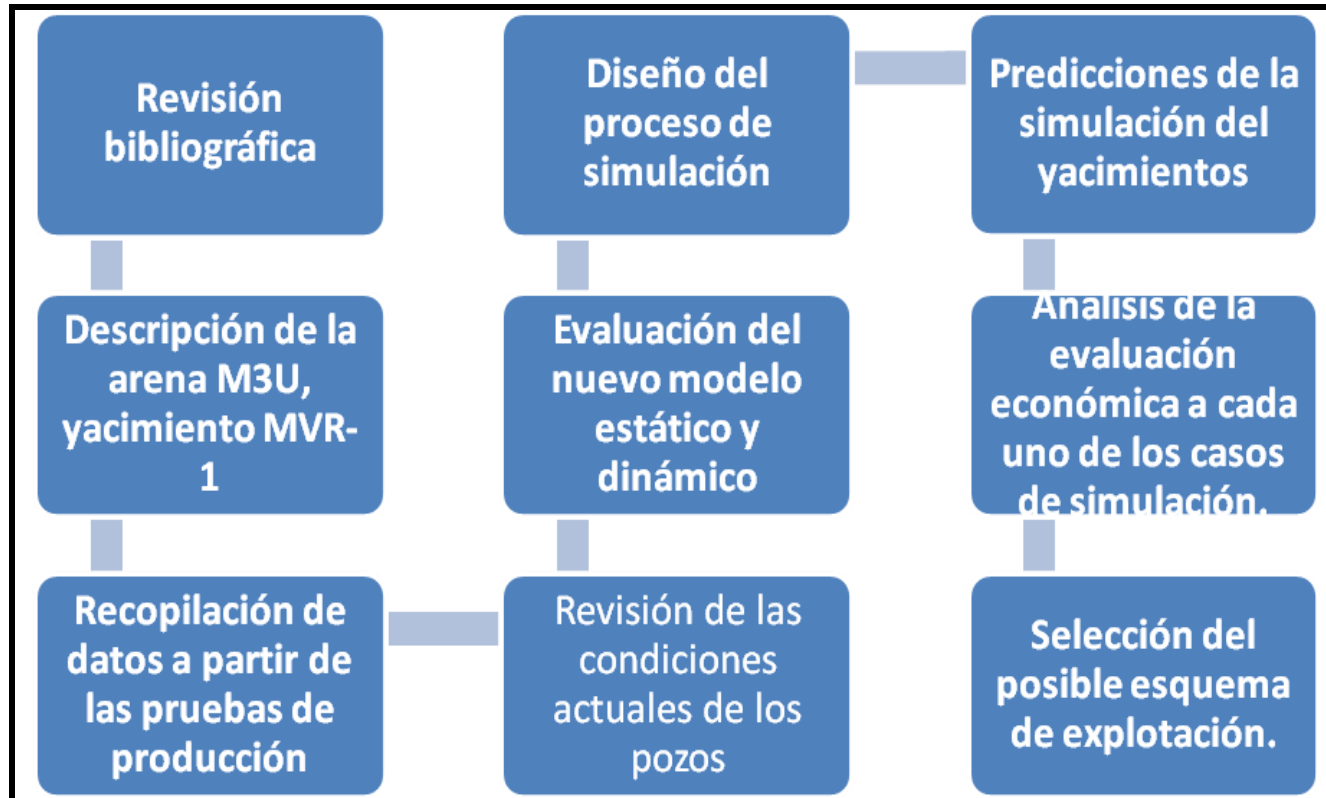 Revisión
bibliográfica
Descripción de la
arena M3U,
yacimiento MVR-
1
Recopilación de
datos a partir de
las pruebas de
producción
Revisión de las
condiciones
actuales de los
pozos
Evaluación del
nuevo modelo
estático y
dinámico
Diseño del
proceso de
simulación
Predicciones de la
simulación del
yacimientos
Análisis de la
evaluación
económica a cada
uno de los casos
de simulación.
Selección del
posible esquema
de explotación.